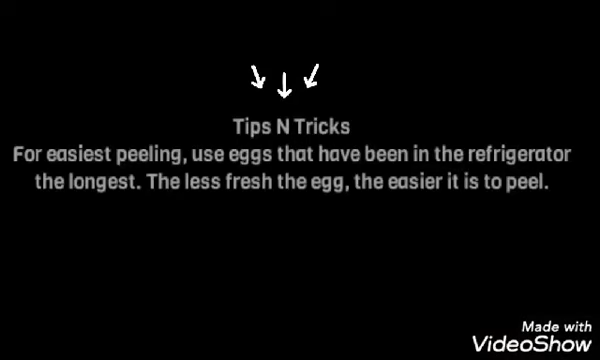 Tips N Tricks
For easiest peeling, use eggs that have been in the refrigerator
the longest. The less fresh the egg, the easier it is to peel.
Made with
VideoShow